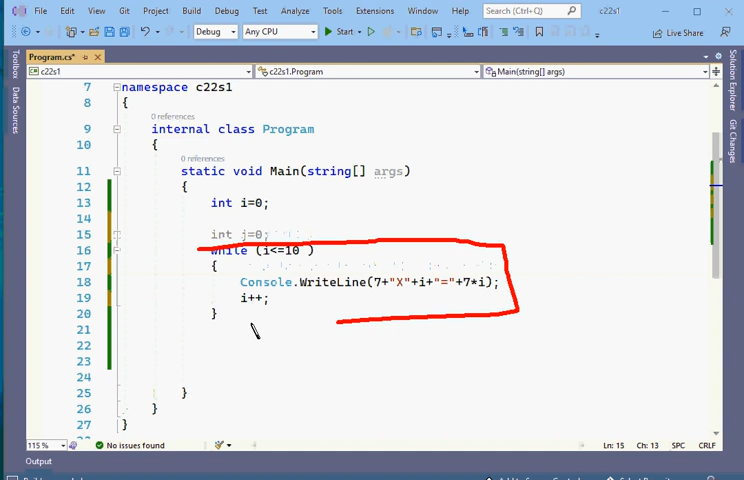 File Edit View Git Project Build Debug Test Analyze Tools Extensions Window Help Search (Ctrl+Q) c22s1
Debug Any CPU Start Live Share
Program.cs*
c22s1 c22s1.Program Main(string[] args)
Toolbox
Data Sources
Solution Explorer
Git Changes
7 namespace c22s1
8 {
0 references
9 internal class Program
10 {
0 references
11 static void Main(string[] args)
12 {
13 int i=0;
14
15 int j=0;
16 while (i<=10 )
17 {
18 Console.WriteLine(7+"X"+i+"="+7*i);
19 i++;
20 }
21
22
23
25 }
26 }
27 }
115 % No issues found Ln: 15 Ch: 13 SPC CRLF
Output